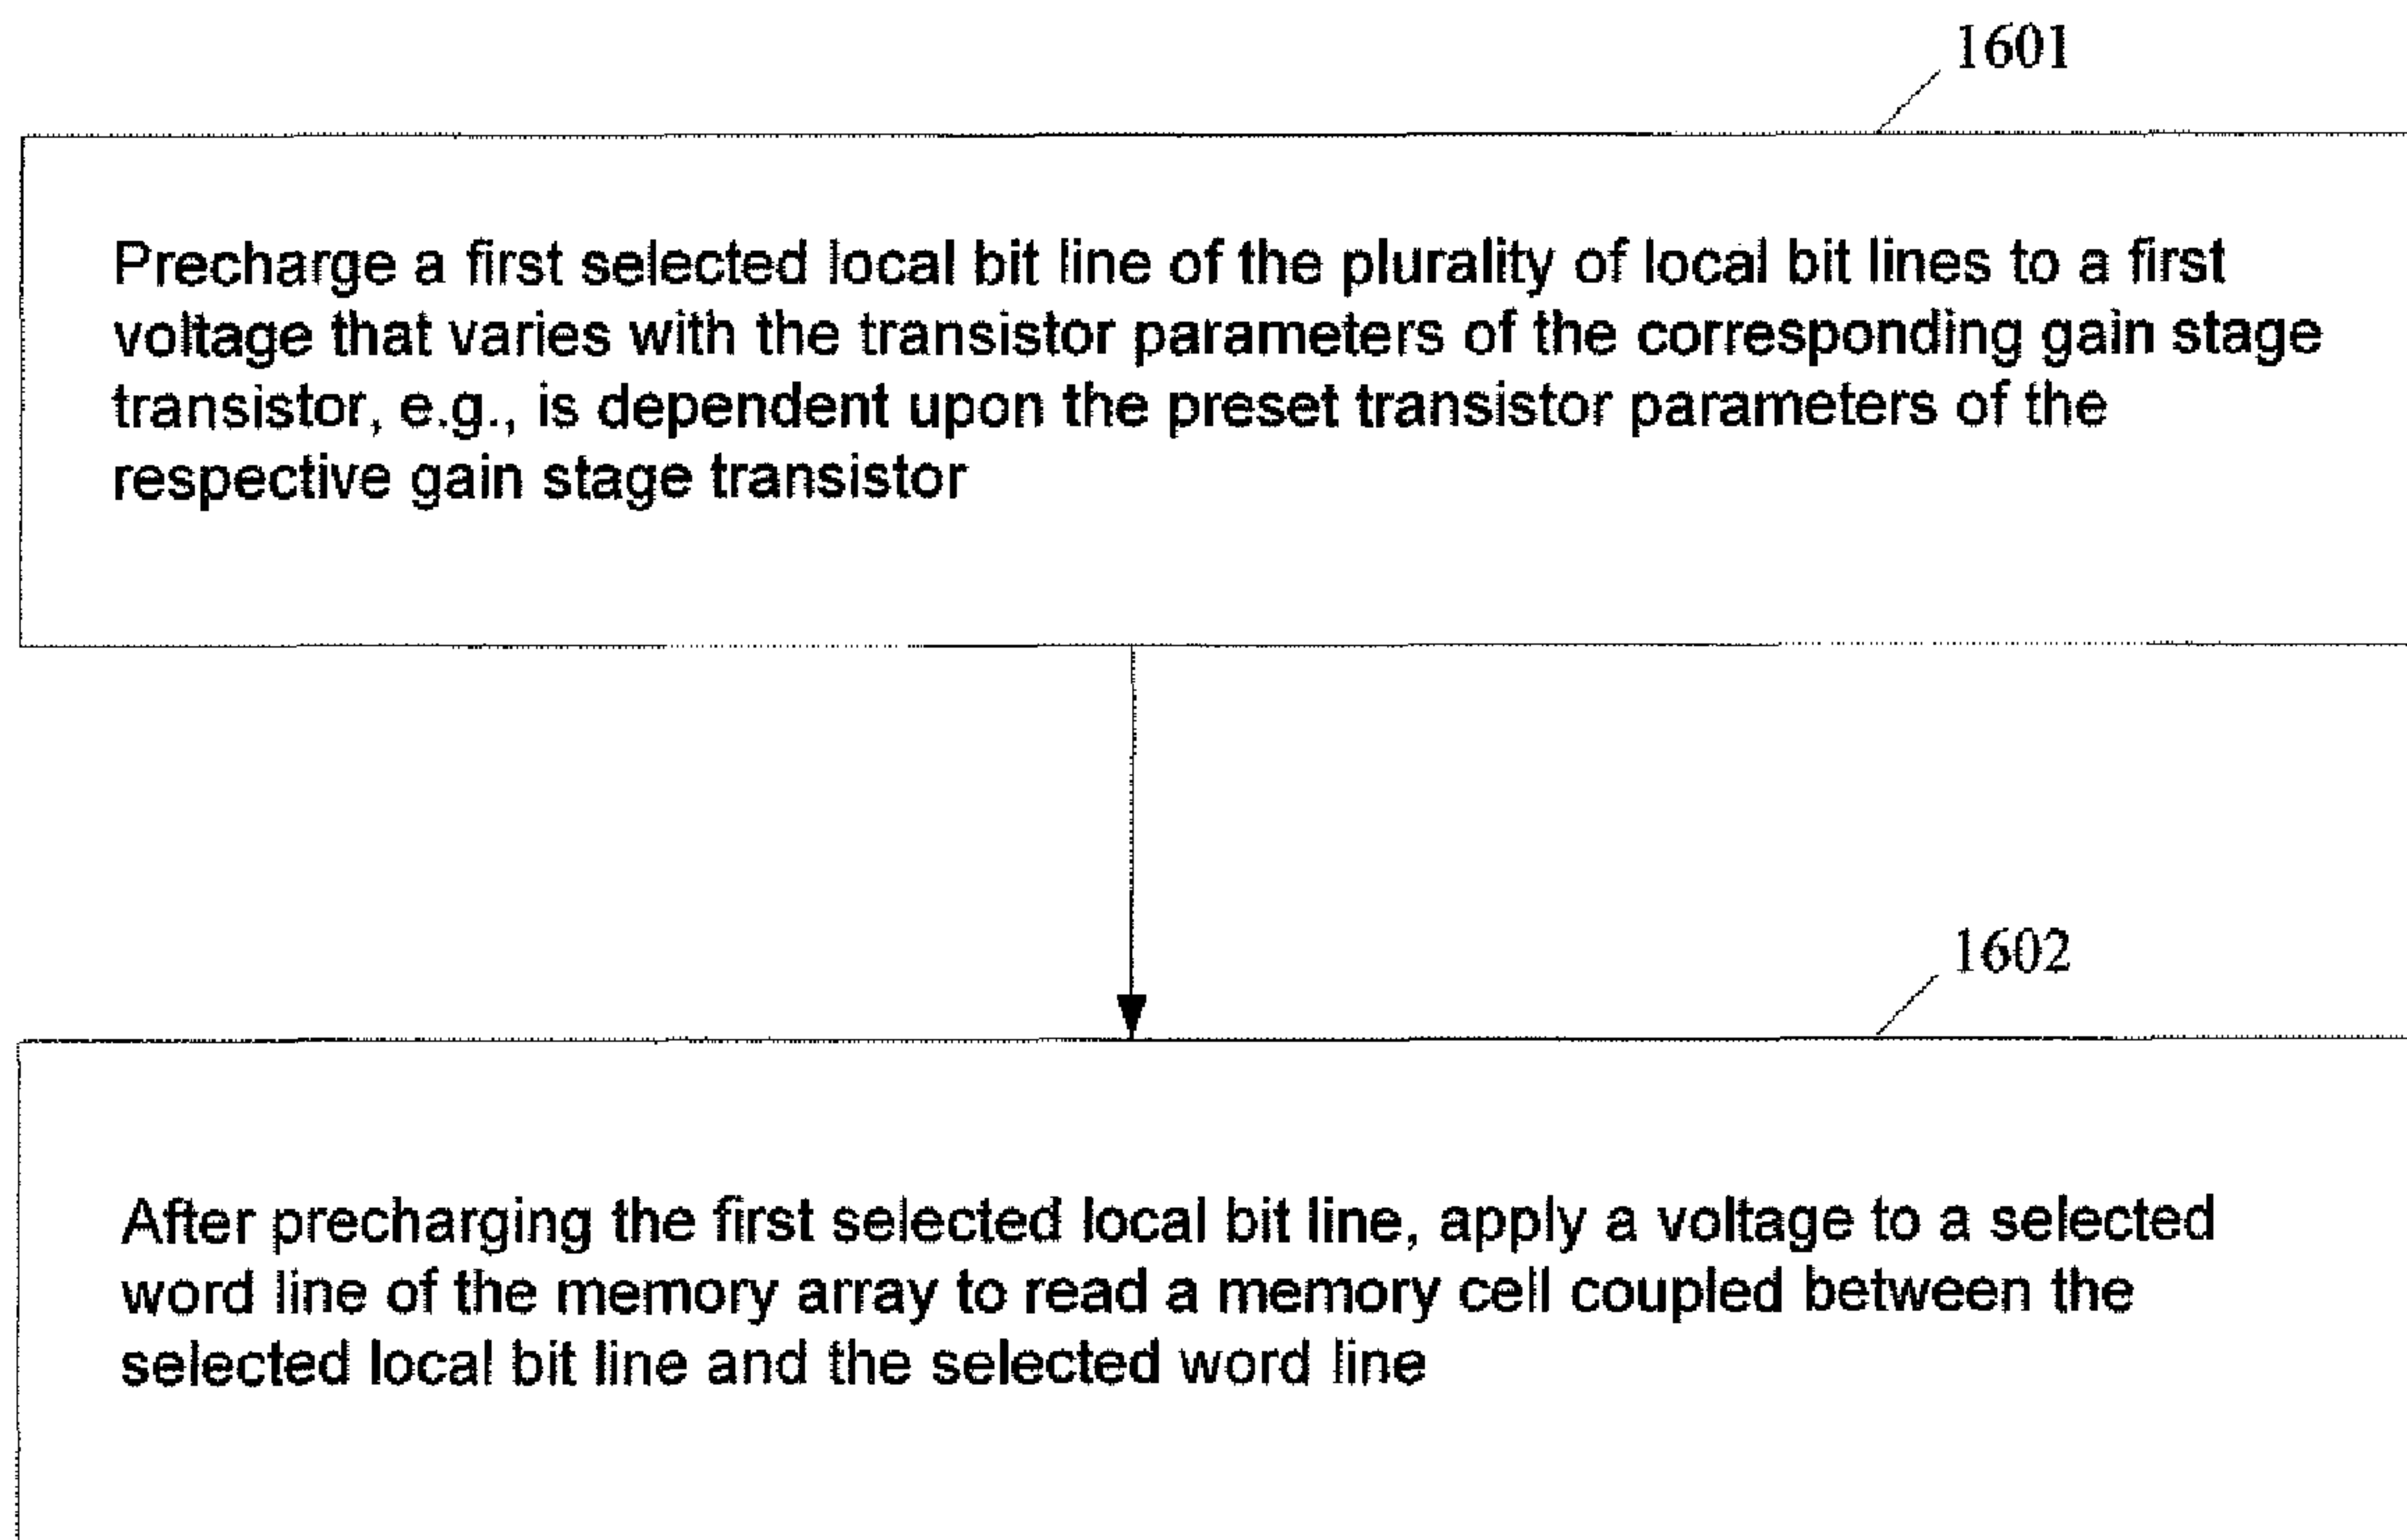 1601
Precharge a first selected local bit line of the plurality of local bit lines to a first
voltage that varies with the transistor parameters of the corresponding gain stage
transistor, e.g., is dependent upon the preset transistor parameters of the
respective gain stage transistor
1602
After precharging the first selected local bit line, apply a voltage to a selected
word line of the memory array to read a memory cell coupled between the
selected local bit line and the selected word line